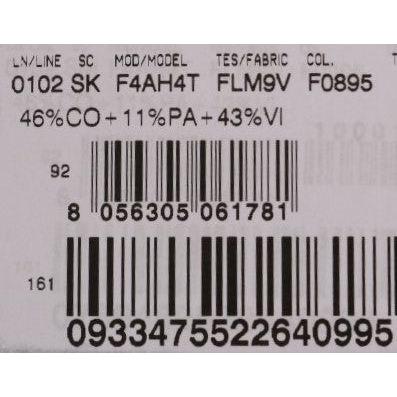 LN/LINE SC MOD/MODEL TES/FABRIC COL. T
0102 SK F4AH4T FLM9V F0895
46%CO+11%PA+43%VI
92
8 056305 061781
161
0933475522640995